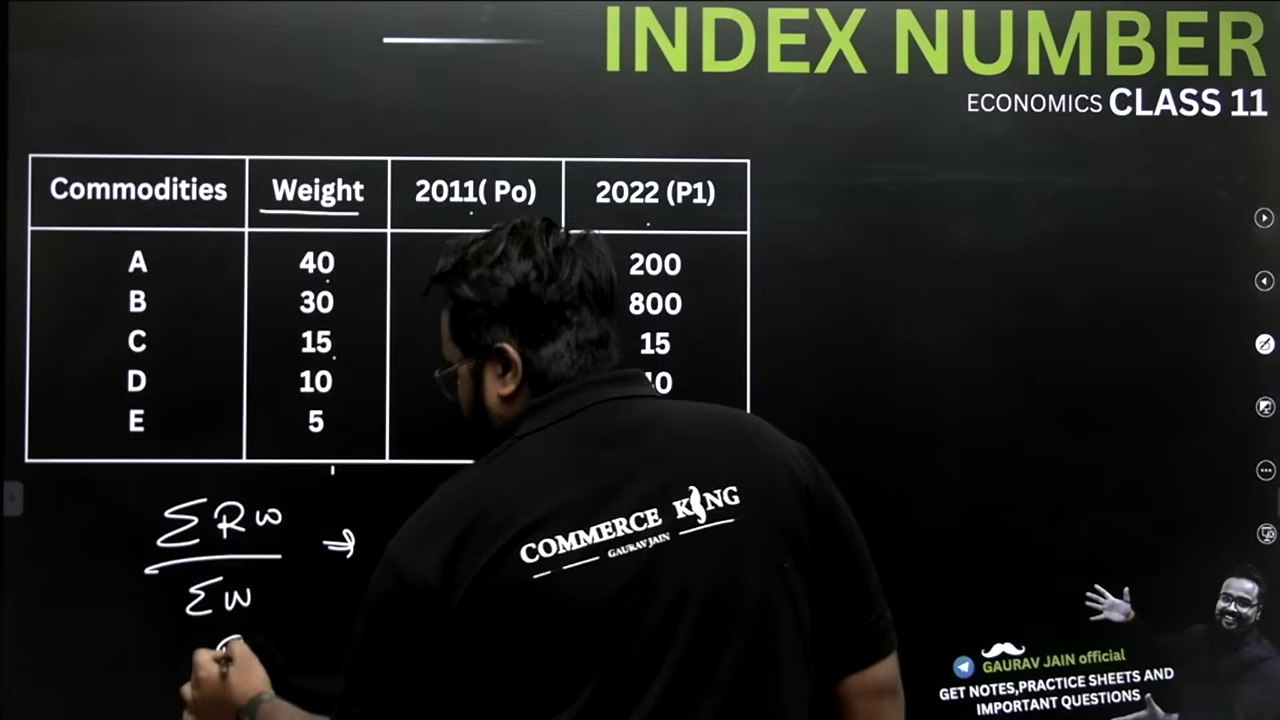 INDEX NUMBER
ECONOMICS CLASS 11
Commodities Weight 2011( Po) 2022 (P1)
A 40 200
B 30 800
C 15 15
D 10
E 5
ΣRw
Σw
COMMERCE KING
GAURAV JAIN
GAURAV JAIN official
GET NOTES,PRACTICE SHEETS AND
IMPORTANT QUESTIONS